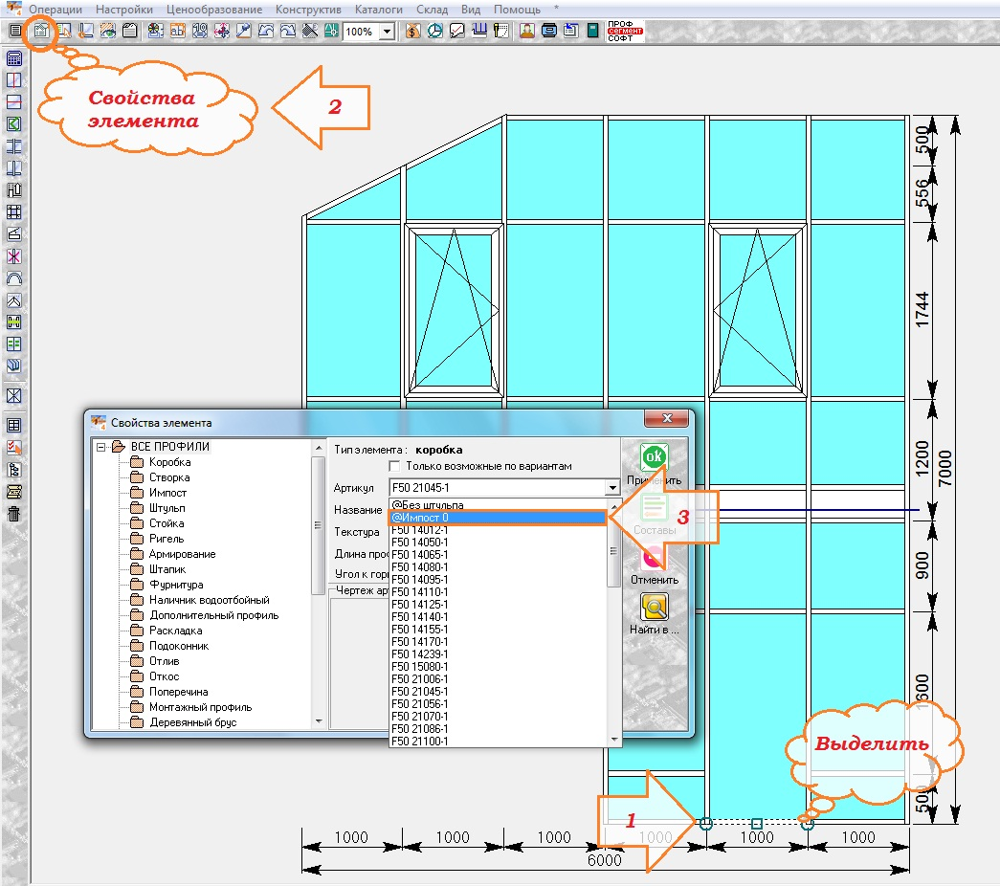 Операции Настройки Ценообразование Конструктив Каталоги Склад Вид Помощь *
100%
ПРОФ
сегмент
СОФТ
Свойства
элемента
2
500
556
1744
1200
7000
900
600
500
Свойства элемента
ВСЕ ПРОФИЛИ
Коробка
Створка
Импост
Штульп
Стойка
Ригель
Армирование
Штапик
Фурнитура
Наличник водоотбойный
Дополнительный профиль
Раскладка
Подоконник
Отлив
Откос
Поперечина
Монтажный профиль
Деревянный брус
Тип элемента : коробка
Только возможные по вариантам
Артикул F50 21045-1
Название
Текстура
Длина про
Угол к гор
Чертеж ар
@Без штульпа
@Импост 0
F50 14012-1
F50 14050-1
F50 14065-1
F50 14080-1
F50 14095-1
F50 14110-1
F50 14125-1
F50 14140-1
F50 14155-1
F50 14170-1
F50 14239-1
F50 15080-1
F50 21006-1
F50 21045-1
F50 21056-1
F50 21070-1
F50 21086-1
F50 21100-1
ok
Применить
3
Составы
Отменить
Найти в ...
Выделить
1
1000 1000 1000 1000 1000 1000
6000